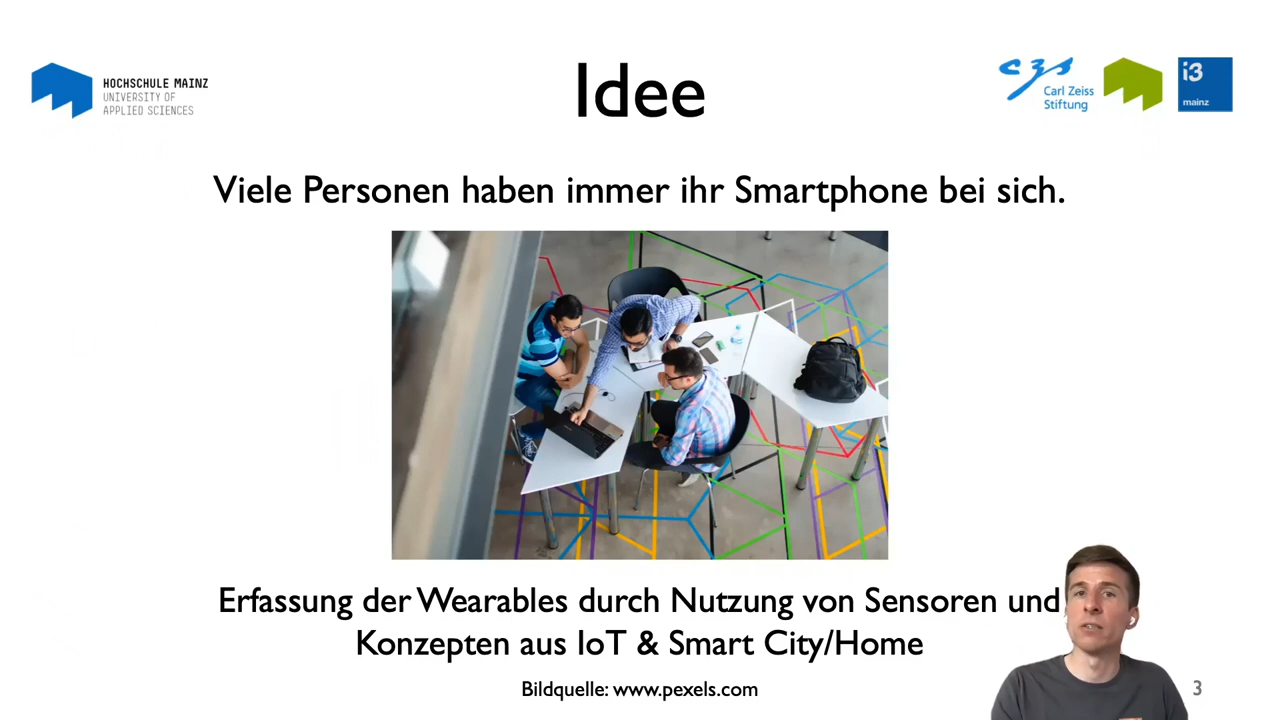 HOCHSCHULE MAINZ
UNIVERSITY OF
APPLIED SCIENCES
Idee
czs
Carl Zeiss
Stiftung
i3
mainz
Viele Personen haben immer ihr Smartphone bei sich.
Erfassung der Wearables durch Nutzung von Sensoren und
Konzepten aus IoT & Smart City/Home
Bildquelle: www.pexels.com
3